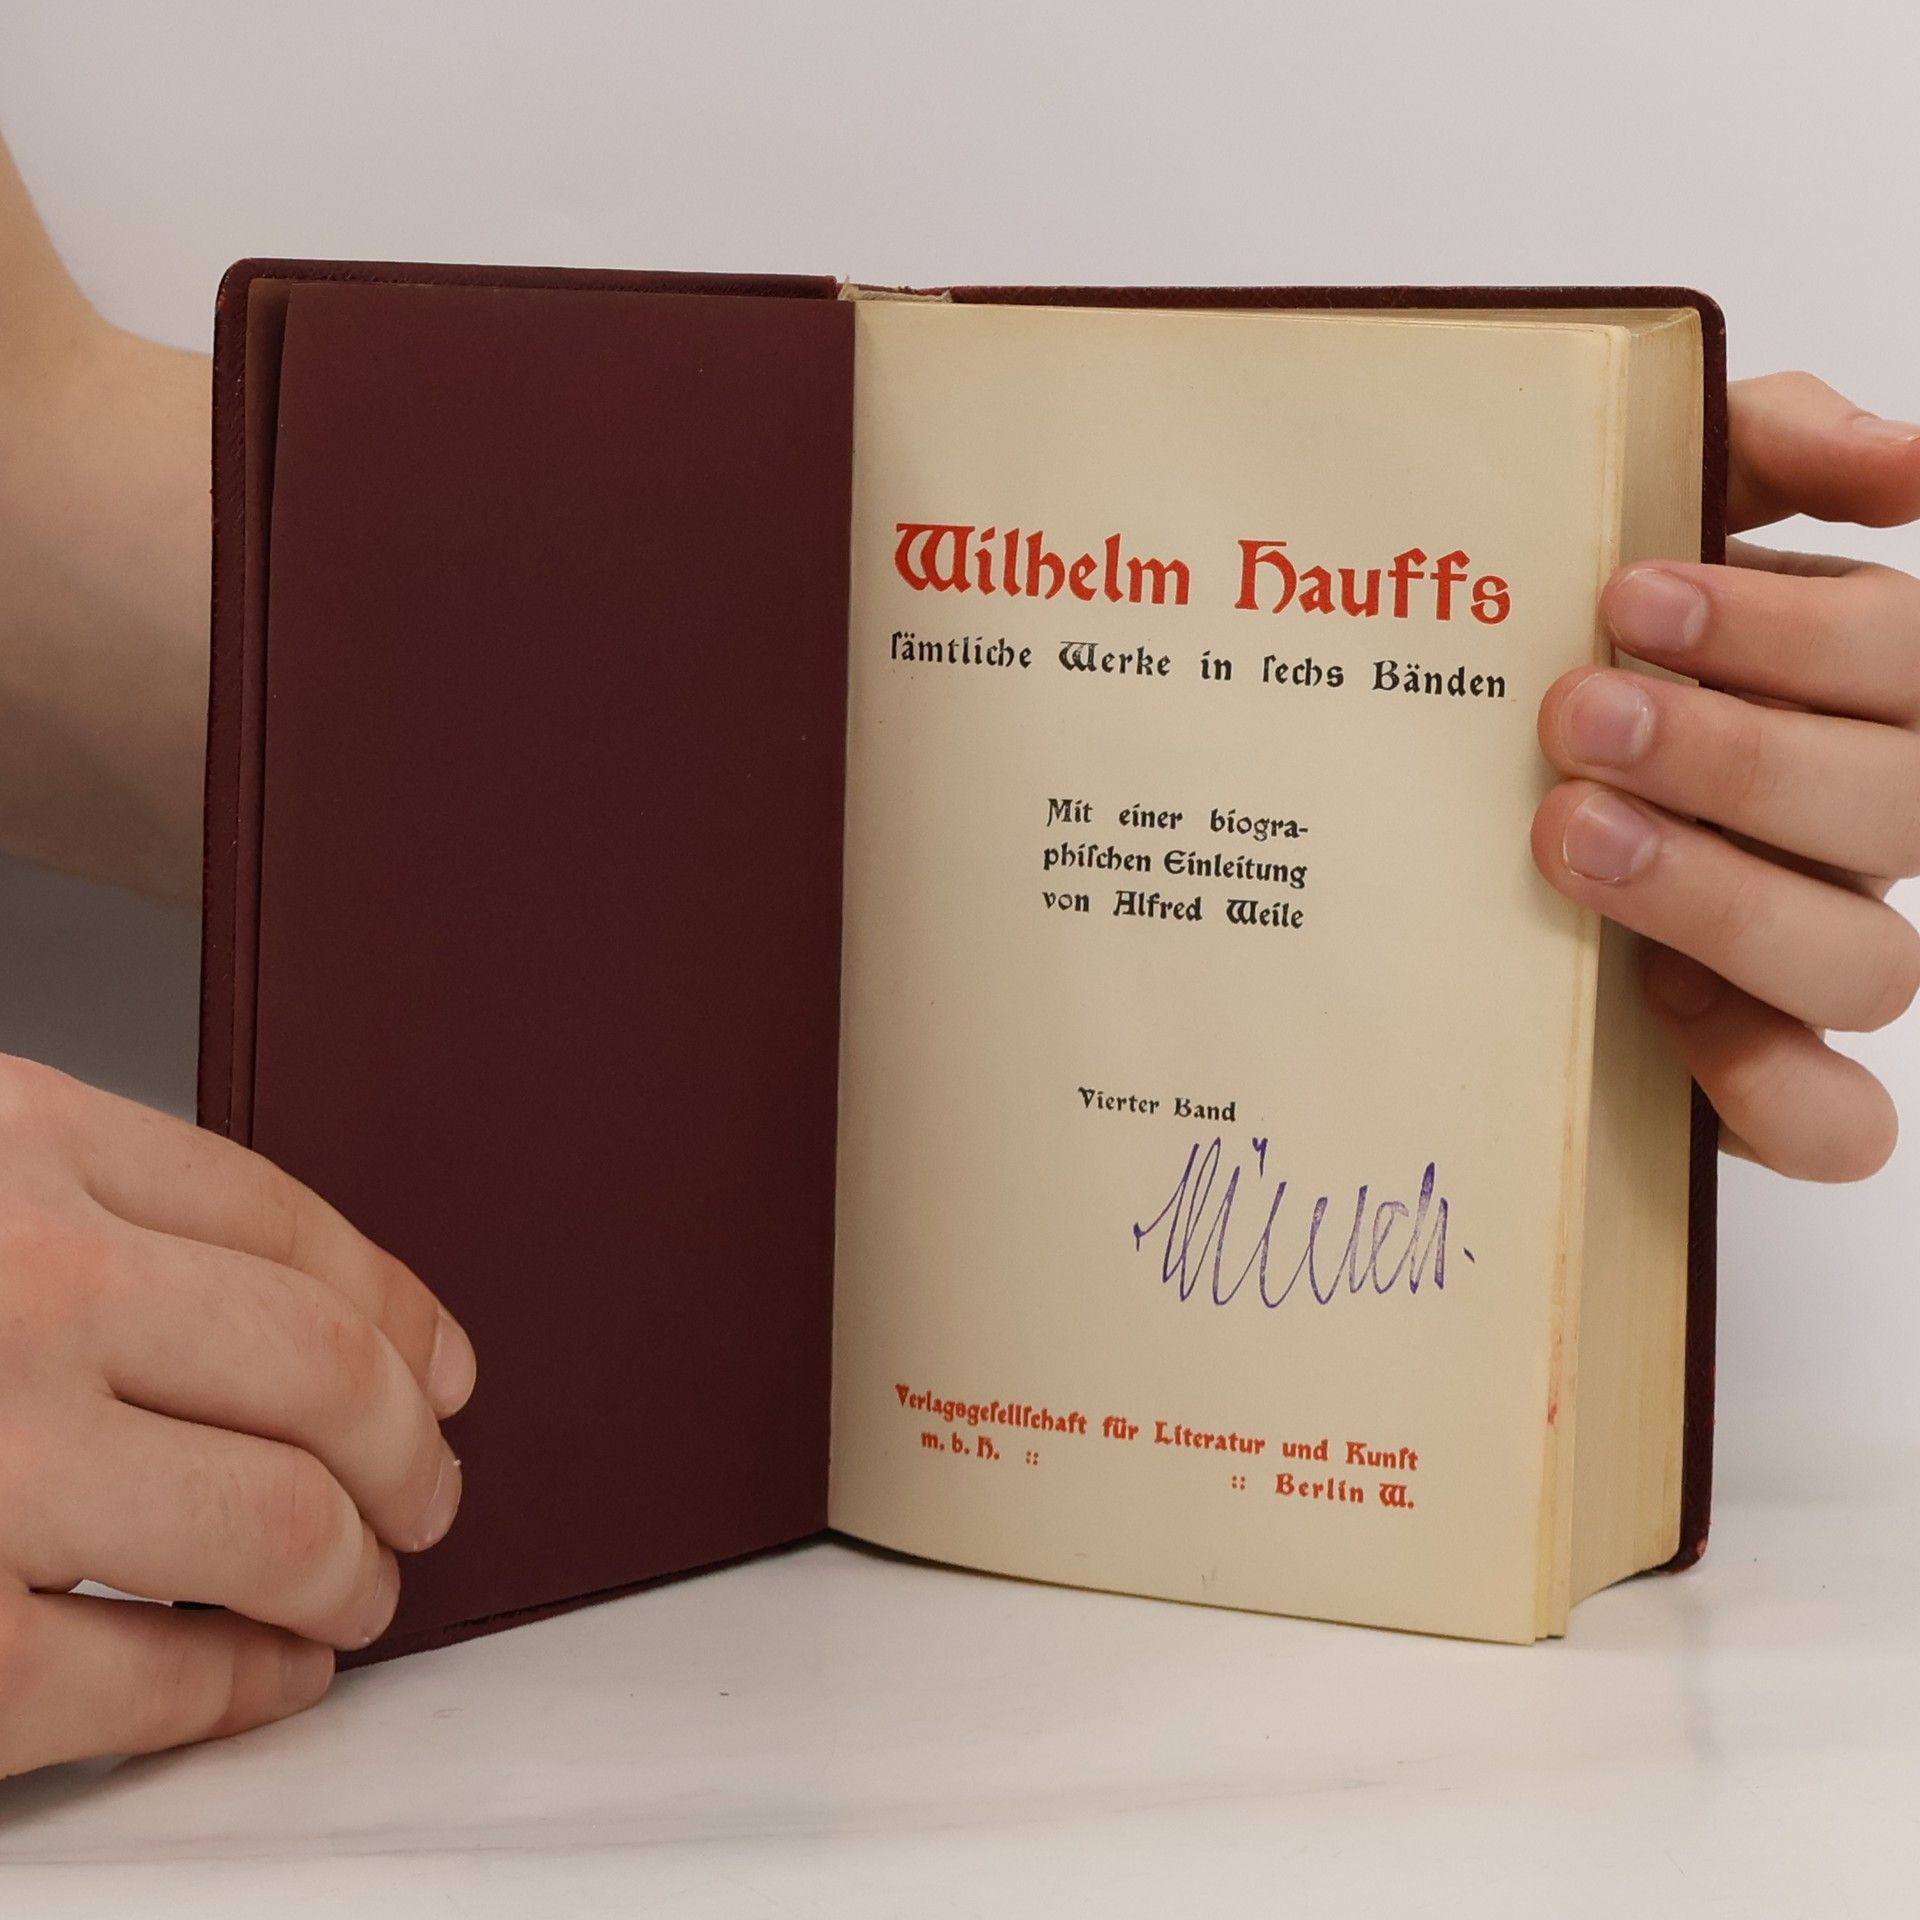 Wilhelm Hauffs
ſämtliche Werke in ſechs Bänden
Mit einer biogra-
phiſchen Einleitung
von Alfred Weile
Vierter Band
Verlagsgeſellſchaft für Literatur und Kunſt
m. b. H. :: :: Berlin W.